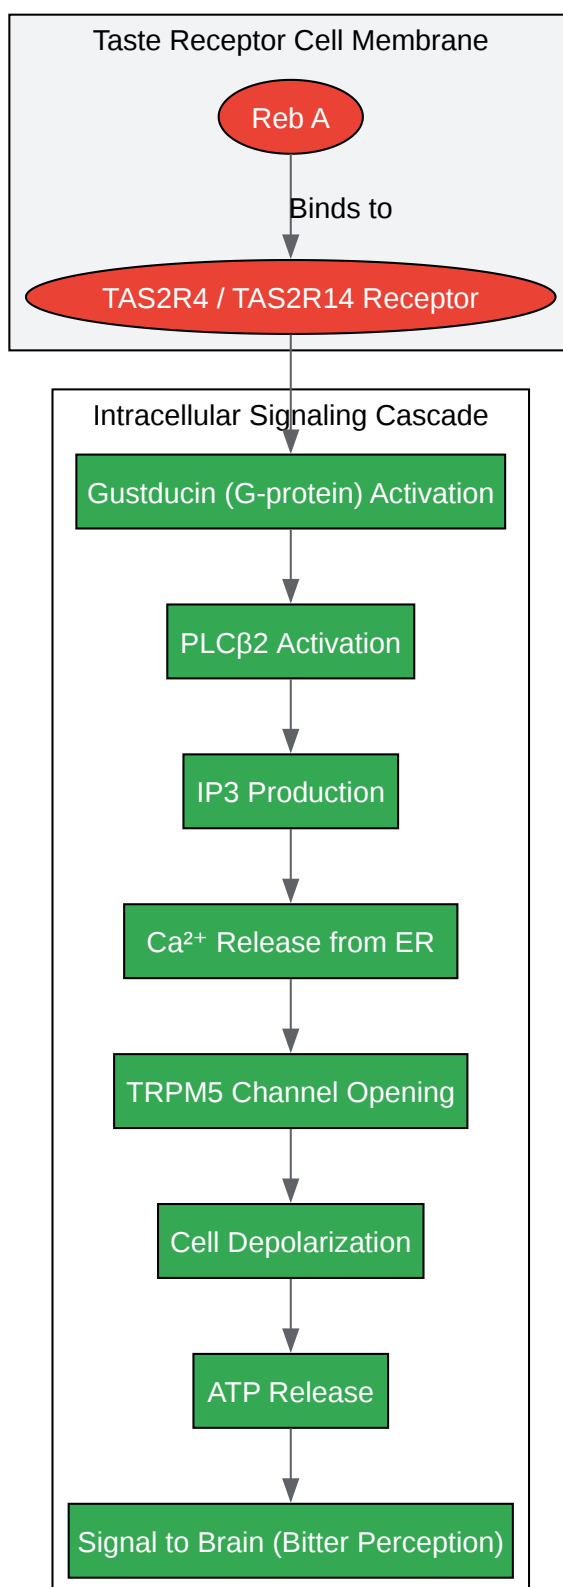 Taste Receptor Cell Membrane
Reb A
Binds to
TAS2R4 / TAS2R14 Receptor
Intracellular Signaling Cascade
Gustducin (G-protein) Activation
PLCβ2 Activation
IP3 Production
Ca²⁺ Release from ER
TRPM5 Channel Opening
Cell Depolarization
ATP Release
Signal to Brain (Bitter Perception)